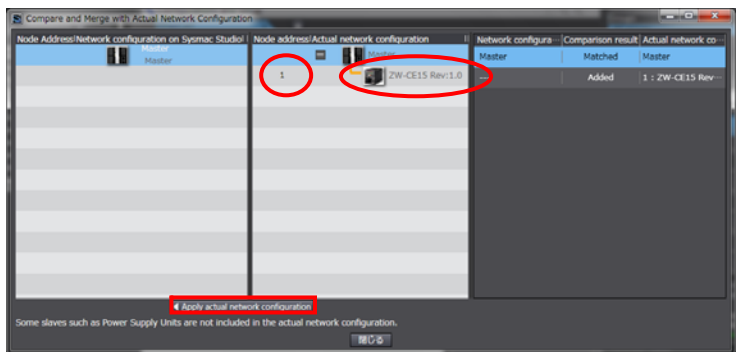 Compare and Merge with Actual Network Configuration
Node Address Network configuration on Sysmac Studio
Node address Actual network configuration
Network configura··· Comparison result Actual network co···
Master
Master
Master
Master Matched Master
1 ZW-CE15 Rev:1.0
--- Added 1 : ZW-CE15 Rev···
Apply actual network configuration
Some slaves such as Power Supply Units are not included in the actual network configuration.
閉じる